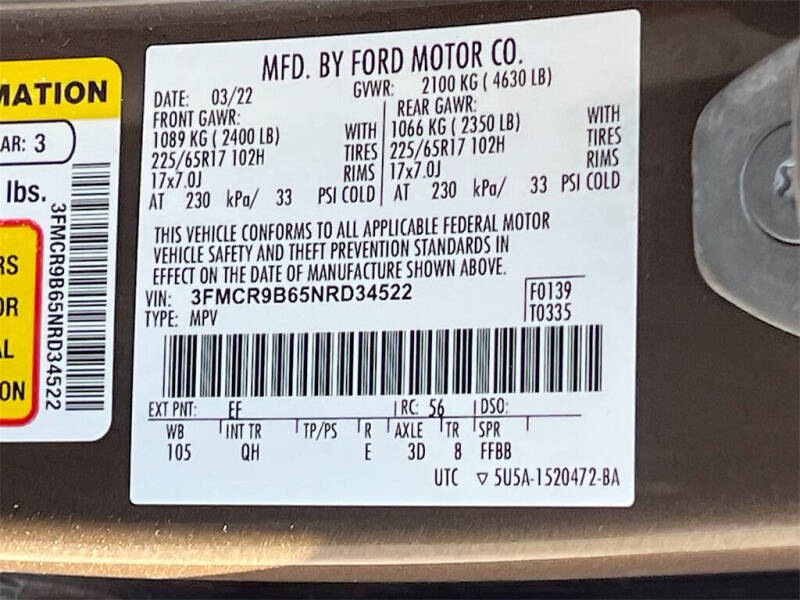 MATION
AR: 3
lbs.
3FMCR9B65NRD34522
RS
OR
AL
ON
MFD. BY FORD MOTOR CO.
DATE: 03/22 GVWR: 2100 KG ( 4630 LB)
FRONT GAWR: REAR GAWR:
1089 KG ( 2400 LB) WITH 1066 KG ( 2350 LB) WITH
225/65R17 102H TIRES 225/65R17 102H TIRES
17x7.0J RIMS 17x7.0J RIMS
AT 230 kPa/ 33 PSI COLD AT 230 kPa/ 33 PSI COLD
THIS VEHICLE CONFORMS TO ALL APPLICABLE FEDERAL MOTOR
VEHICLE SAFETY AND THEFT PREVENTION STANDARDS IN
EFFECT ON THE DATE OF MANUFACTURE SHOWN ABOVE.
VIN: 3FMCR9B65NRD34522 F0139
TYPE: MPV T0335
EXT PNT: EF RC: 56 DSO:
WB INT TR TP/PS R AXLE TR SPR
105 QH E 3D 8 FFBB
UTC ▽ 5U5A-1520472-BA